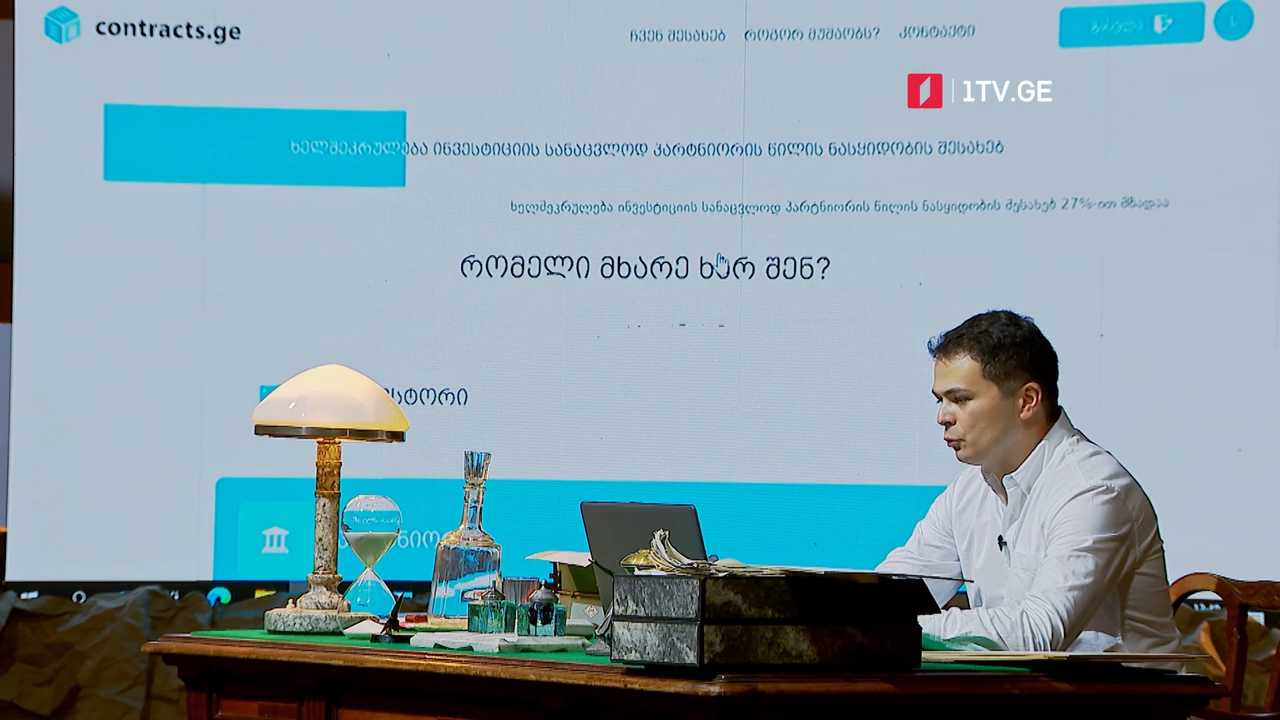 contracts.ge
ჩვენ შესახებ როგორ მუშაობს? კონტაქტი
1TV.GE
ხელშეკრულება ინვესტიციის სანაცვლოდ პარტნიორის წილის ნასყიდობის შესახებ
ხელშეკრულება ინვესტიციის სანაცვლოდ პარტნიორის წილის ნასყიდობის შესახებ 27%-ით მზადაა
რომელი მხარე ხარ შენ?